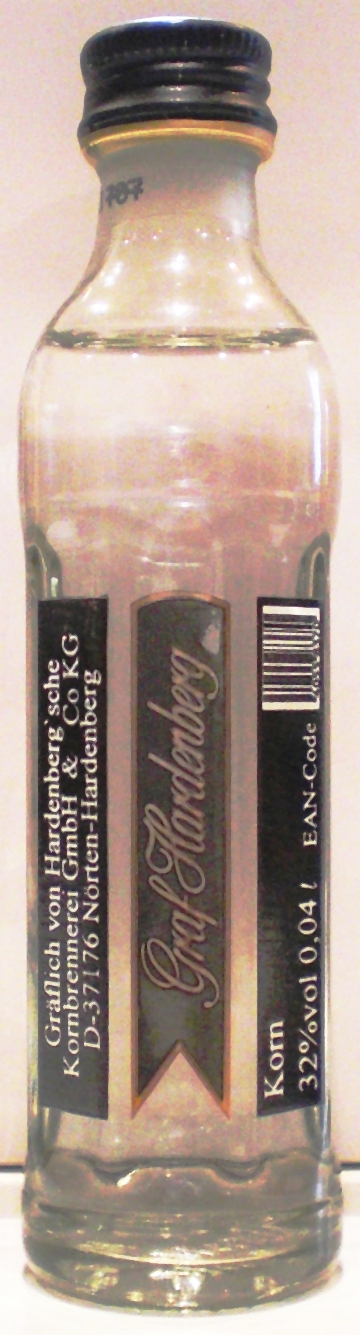 Gräflich von Hardenberg'sche
Kornbrennerei GmbH & Co KG
D-37176 Nörten-Hardenberg
Graf Hardenberg
Korn
32%vol 0,04 l EAN-Code